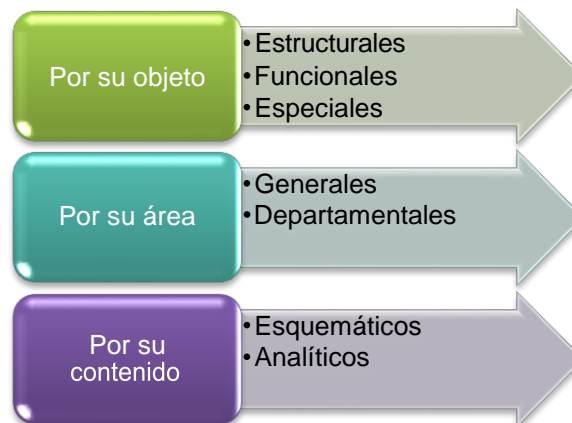 Por su objeto
• Estructurales
• Funcionales
• Especiales
Por su área
• Generales
• Departamentales
Por su
contenido
• Esquemáticos
• Analíticos